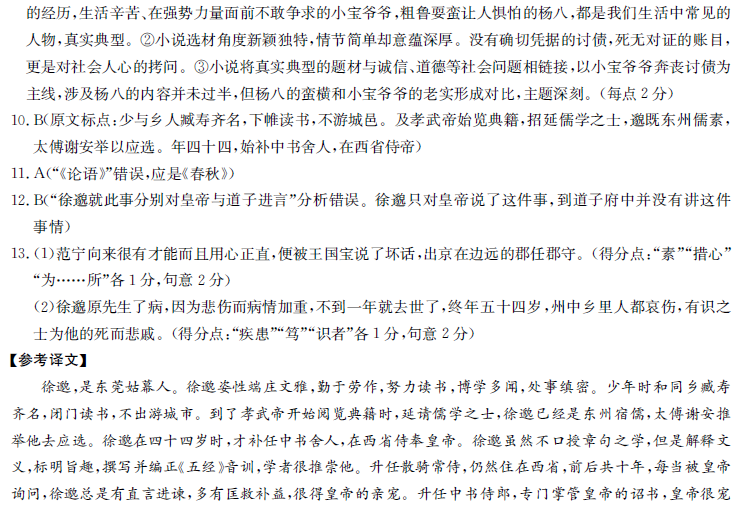 的经历,生活辛苦、在强势力量面前不敢争求的小宝爷爷,粗鲁耍蛮让人惧怕的杨八,都是我们生活中常见的
人物,真实典型。②小说选材角度新颖独特,情节简单却意蕴深厚。没有确切凭据的讨债,死无对证的账目,
更是对社会人心的拷问。③小说将真实典型的题材与诚信、道德等社会问题相链接,以小宝爷爷奔丧讨债为
主线,涉及杨八的内容并未过半,但杨八的蛮横和小宝爷爷的老实形成对比,主题深刻。(每点2分)
10. B(原文标点:少与乡人臧寿齐名,下帷读书,不游城邑。及孝武帝始览典籍,招延儒学之士,邈既东州儒素,
太傅谢安举以应选。年四十四,始补中书舍人,在西省侍帝)
11. A(“《论语》”错误,应是《春秋》)
12. B(“徐邈就此事分别对皇帝与道子进言”分析错误。徐邈只对皇帝说了这件事,到道子府中并没有讲这件
事情)
13. (1)范宁向来很有才能而且用心正直,便被王国宝说了坏话,出京在边远的郡任郡守。(得分点:“素”“措心”
“为……所”各1分,句意2分)
(2)徐邈原先生了病,因为悲伤而病情加重,不到一年就去世了,终年五十四岁,州中乡里人都哀伤,有识之
士为他的死而悲戚。(得分点:“疾患”“笃”“识者”各1分,句意2分)
【参考译文】
徐邈,是东莞姑幕人。徐邈姿性端庄文雅,勤于劳作,努力读书,博学多闻,处事缜密。少年时和同乡臧寿
齐名,闭门读书,不出游城市。到了孝武帝开始阅览典籍时,延请儒学之士,徐邈已经是东州宿儒,太傅谢安推
举他去应选。徐邈在四十四岁时,才补任中书舍人,在西省侍奉皇帝。徐邈虽然不口授章句之学,但是解释文
义,标明旨趣,撰写并编正《五经》音训,学者很推崇他。升任散骑常侍,仍然住在西省,前后共十年,每当被皇帝
询问,徐邈总是有直言进谏,多有匡救补益,很得皇帝的亲宠。升任中书侍郎,专门掌管皇帝的诏书,皇帝很宠